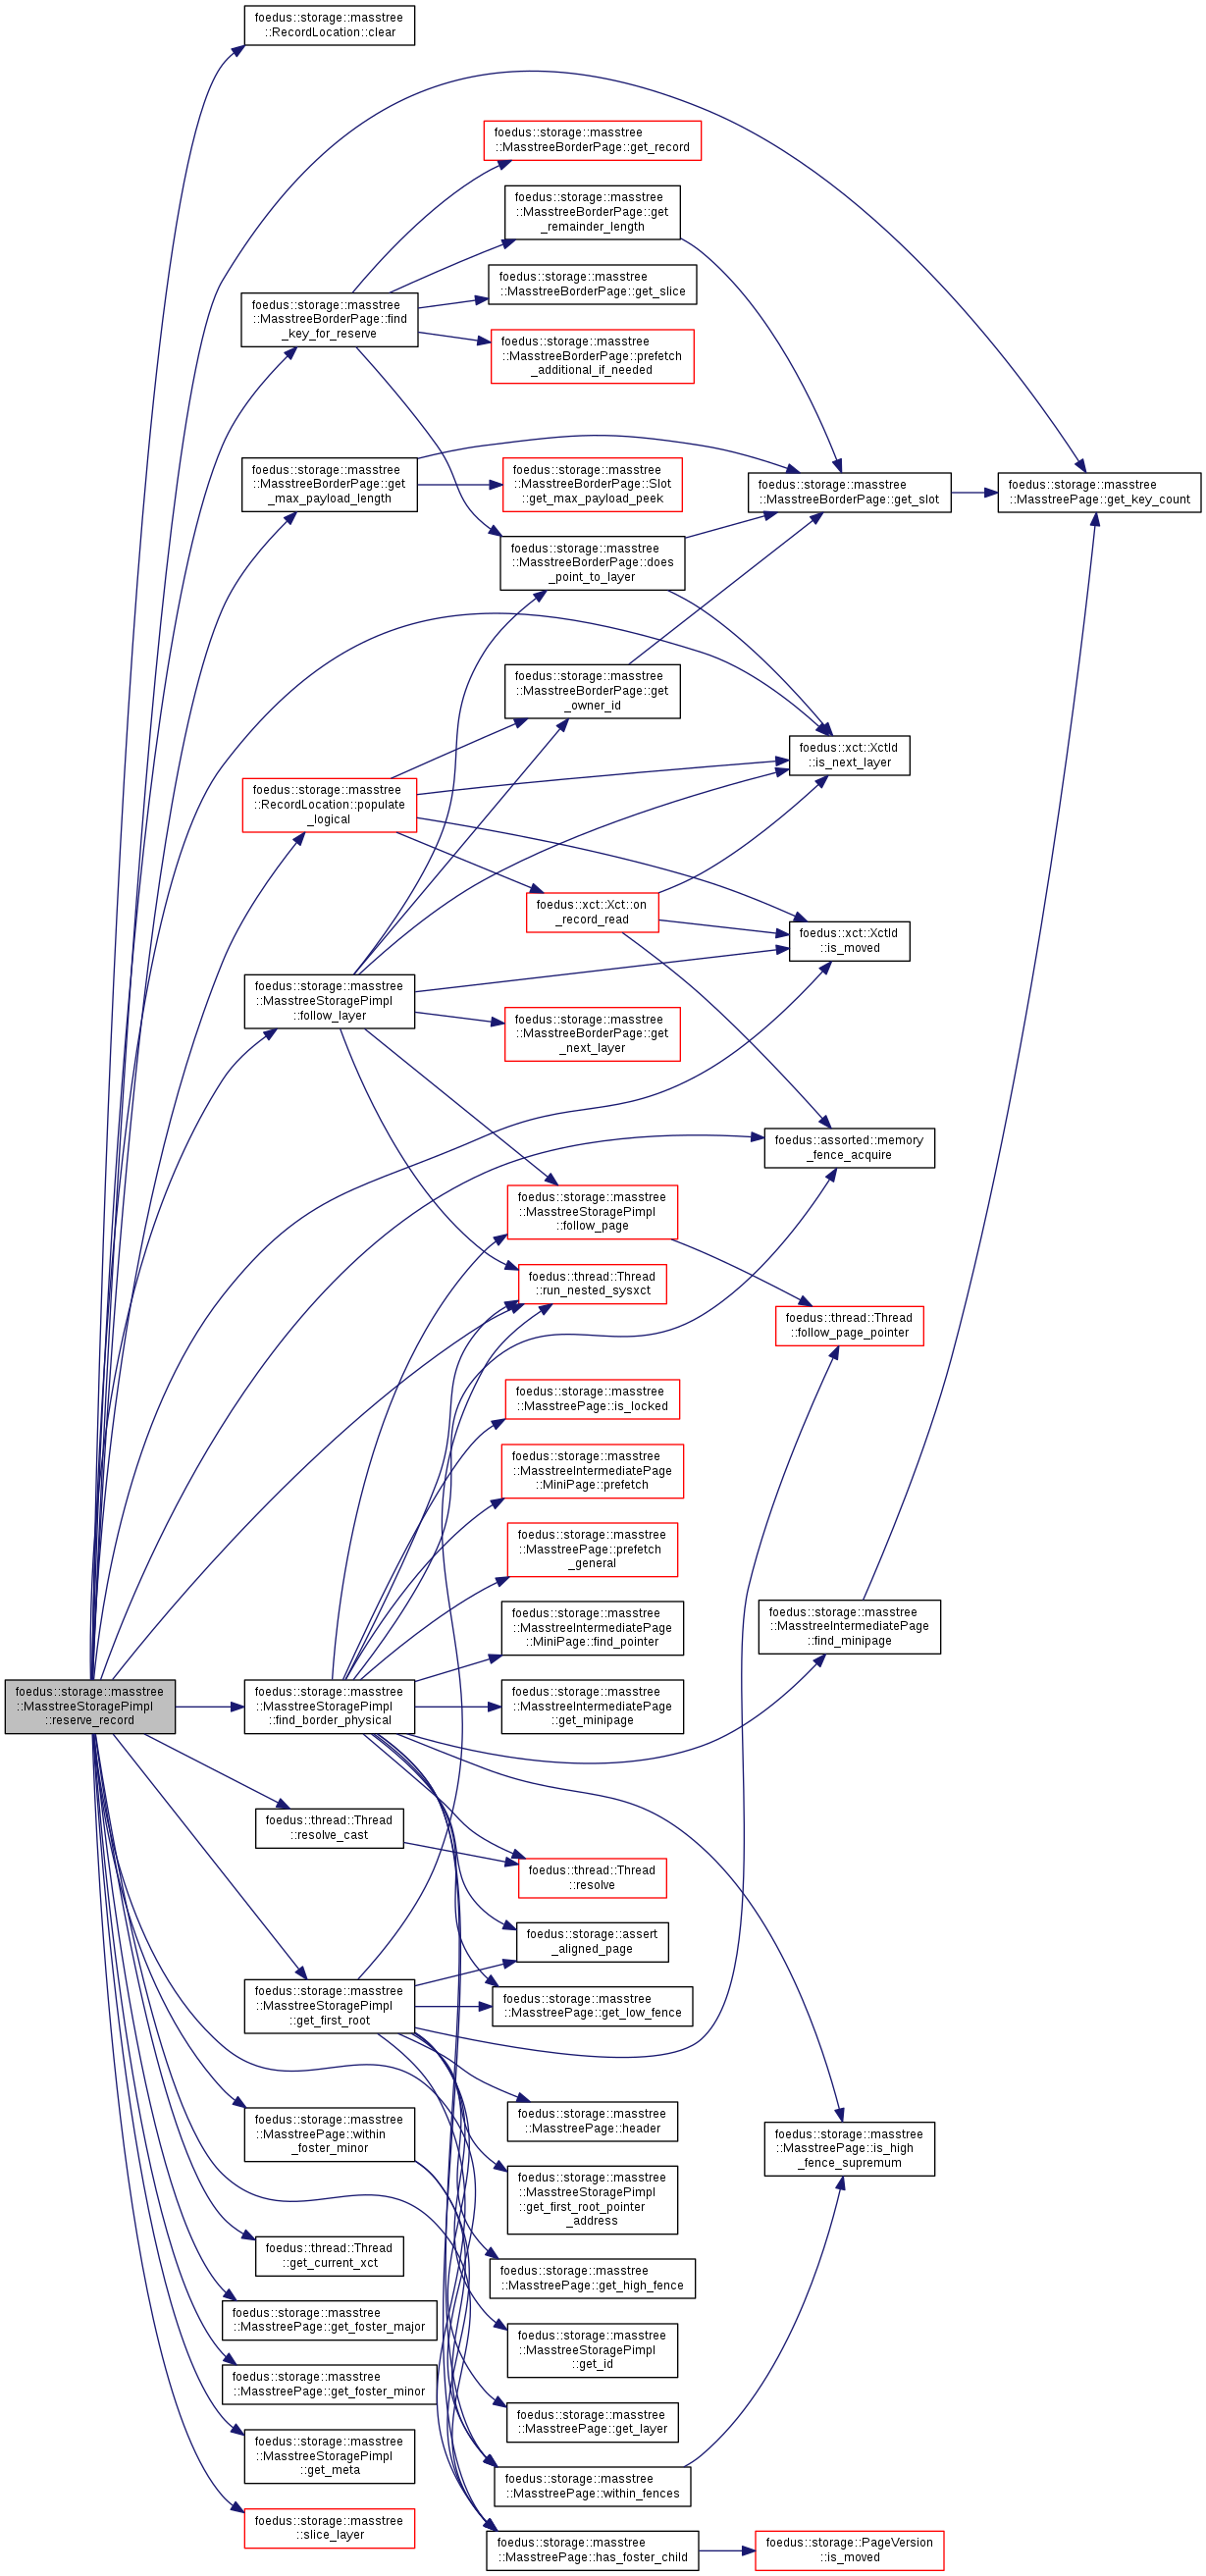 foedus::storage::masstree
::RecordLocation::clear
foedus::storage::masstree
::MasstreeBorderPage::get_record
foedus::storage::masstree
::MasstreeBorderPage::get
_remainder_length
foedus::storage::masstree
::MasstreeBorderPage::get_slice
foedus::storage::masstree
::MasstreeBorderPage::find
_key_for_reserve
foedus::storage::masstree
::MasstreeBorderPage::prefetch
_additional_if_needed
foedus::storage::masstree
::MasstreeBorderPage::get
_max_payload_length
foedus::storage::masstree
::MasstreeBorderPage::Slot
::get_max_payload_peek
foedus::storage::masstree
::MasstreeBorderPage::get_slot
foedus::storage::masstree
::MasstreePage::get_key_count
foedus::storage::masstree
::MasstreeBorderPage::does
_point_to_layer
foedus::storage::masstree
::MasstreeBorderPage::get
_owner_id
foedus::xct::XctId
::is_next_layer
foedus::storage::masstree
::RecordLocation::populate
_logical
foedus::xct::Xct::on
_record_read
foedus::xct::XctId
::is_moved
foedus::storage::masstree
::MasstreeStoragePimpl
::follow_layer
foedus::storage::masstree
::MasstreeBorderPage::get
_next_layer
foedus::assorted::memory
_fence_acquire
foedus::storage::masstree
::MasstreeStoragePimpl
::follow_page
foedus::thread::Thread
::run_nested_sysxct
foedus::thread::Thread
::follow_page_pointer
foedus::storage::masstree
::MasstreePage::is_locked
foedus::storage::masstree
::MasstreeIntermediatePage
::MiniPage::prefetch
foedus::storage::masstree
::MasstreePage::prefetch
_general
foedus::storage::masstree
::MasstreeIntermediatePage
::MiniPage::find_pointer
foedus::storage::masstree
::MasstreeIntermediatePage
::find_minipage
foedus::storage::masstree
::MasstreeStoragePimpl
::reserve_record
foedus::storage::masstree
::MasstreeStoragePimpl
::find_border_physical
foedus::storage::masstree
::MasstreeIntermediatePage
::get_minipage
foedus::thread::Thread
::resolve_cast
foedus::thread::Thread
::resolve
foedus::storage::assert
_aligned_page
foedus::storage::masstree
::MasstreeStoragePimpl
::get_first_root
foedus::storage::masstree
::MasstreePage::get_low_fence
foedus::storage::masstree
::MasstreePage::header
foedus::storage::masstree
::MasstreePage::within
_foster_minor
foedus::storage::masstree
::MasstreePage::is_high
_fence_supremum
foedus::storage::masstree
::MasstreeStoragePimpl
::get_first_root_pointer
_address
foedus::thread::Thread
::get_current_xct
foedus::storage::masstree
::MasstreePage::get_high_fence
foedus::storage::masstree
::MasstreePage::get_foster_major
foedus::storage::masstree
::MasstreeStoragePimpl
::get_id
foedus::storage::masstree
::MasstreePage::get_foster_minor
foedus::storage::masstree
::MasstreePage::get_layer
foedus::storage::masstree
::MasstreeStoragePimpl
::get_meta
foedus::storage::masstree
::MasstreePage::within_fences
foedus::storage::masstree
::slice_layer
foedus::storage::masstree
::MasstreePage::has_foster_child
foedus::storage::PageVersion
::is_moved